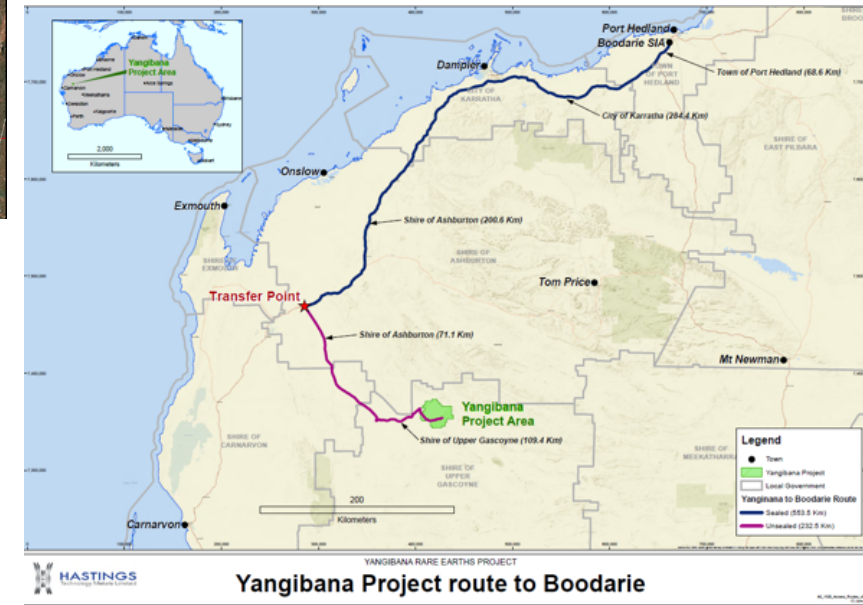 Port Hedland
Boodarie SIA
Dampier
TOWN OF PORT HEDLAND
Town of Port Hedland (68.6 Km)
CITY OF KARRATHA
City of Karratha (284.4 Km)
SHIRE OF EAST PILBARA
Yangibana
Project Area
2,000
Kilometers
Onslow
Exmouth
SHIRE OF EXMOUTH
Shire of Ashburton (200.6 Km)
SHIRE OF ASHBURTON
Tom Price
Transfer Point
Shire of Ashburton (71.1 Km)
Mt Newman
Yangibana
Project Area
Shire of Upper Gascoyne (109.4 Km)
SHIRE OF CARNARVON
SHIRE OF UPPER GASCOYNE
SHIRE OF MEEKATHARRA
200
Kilometers
Carnarvon
Legend
Town
Yangibana Project
Local Government
Yanginana to Boodarie Route
Sealed (553.5 Km)
Unsealed (232.5 Km)
HASTINGS
Technology Metals Limited
YANGIBANA RARE EARTHS PROJECT
Yangibana Project route to Boodarie